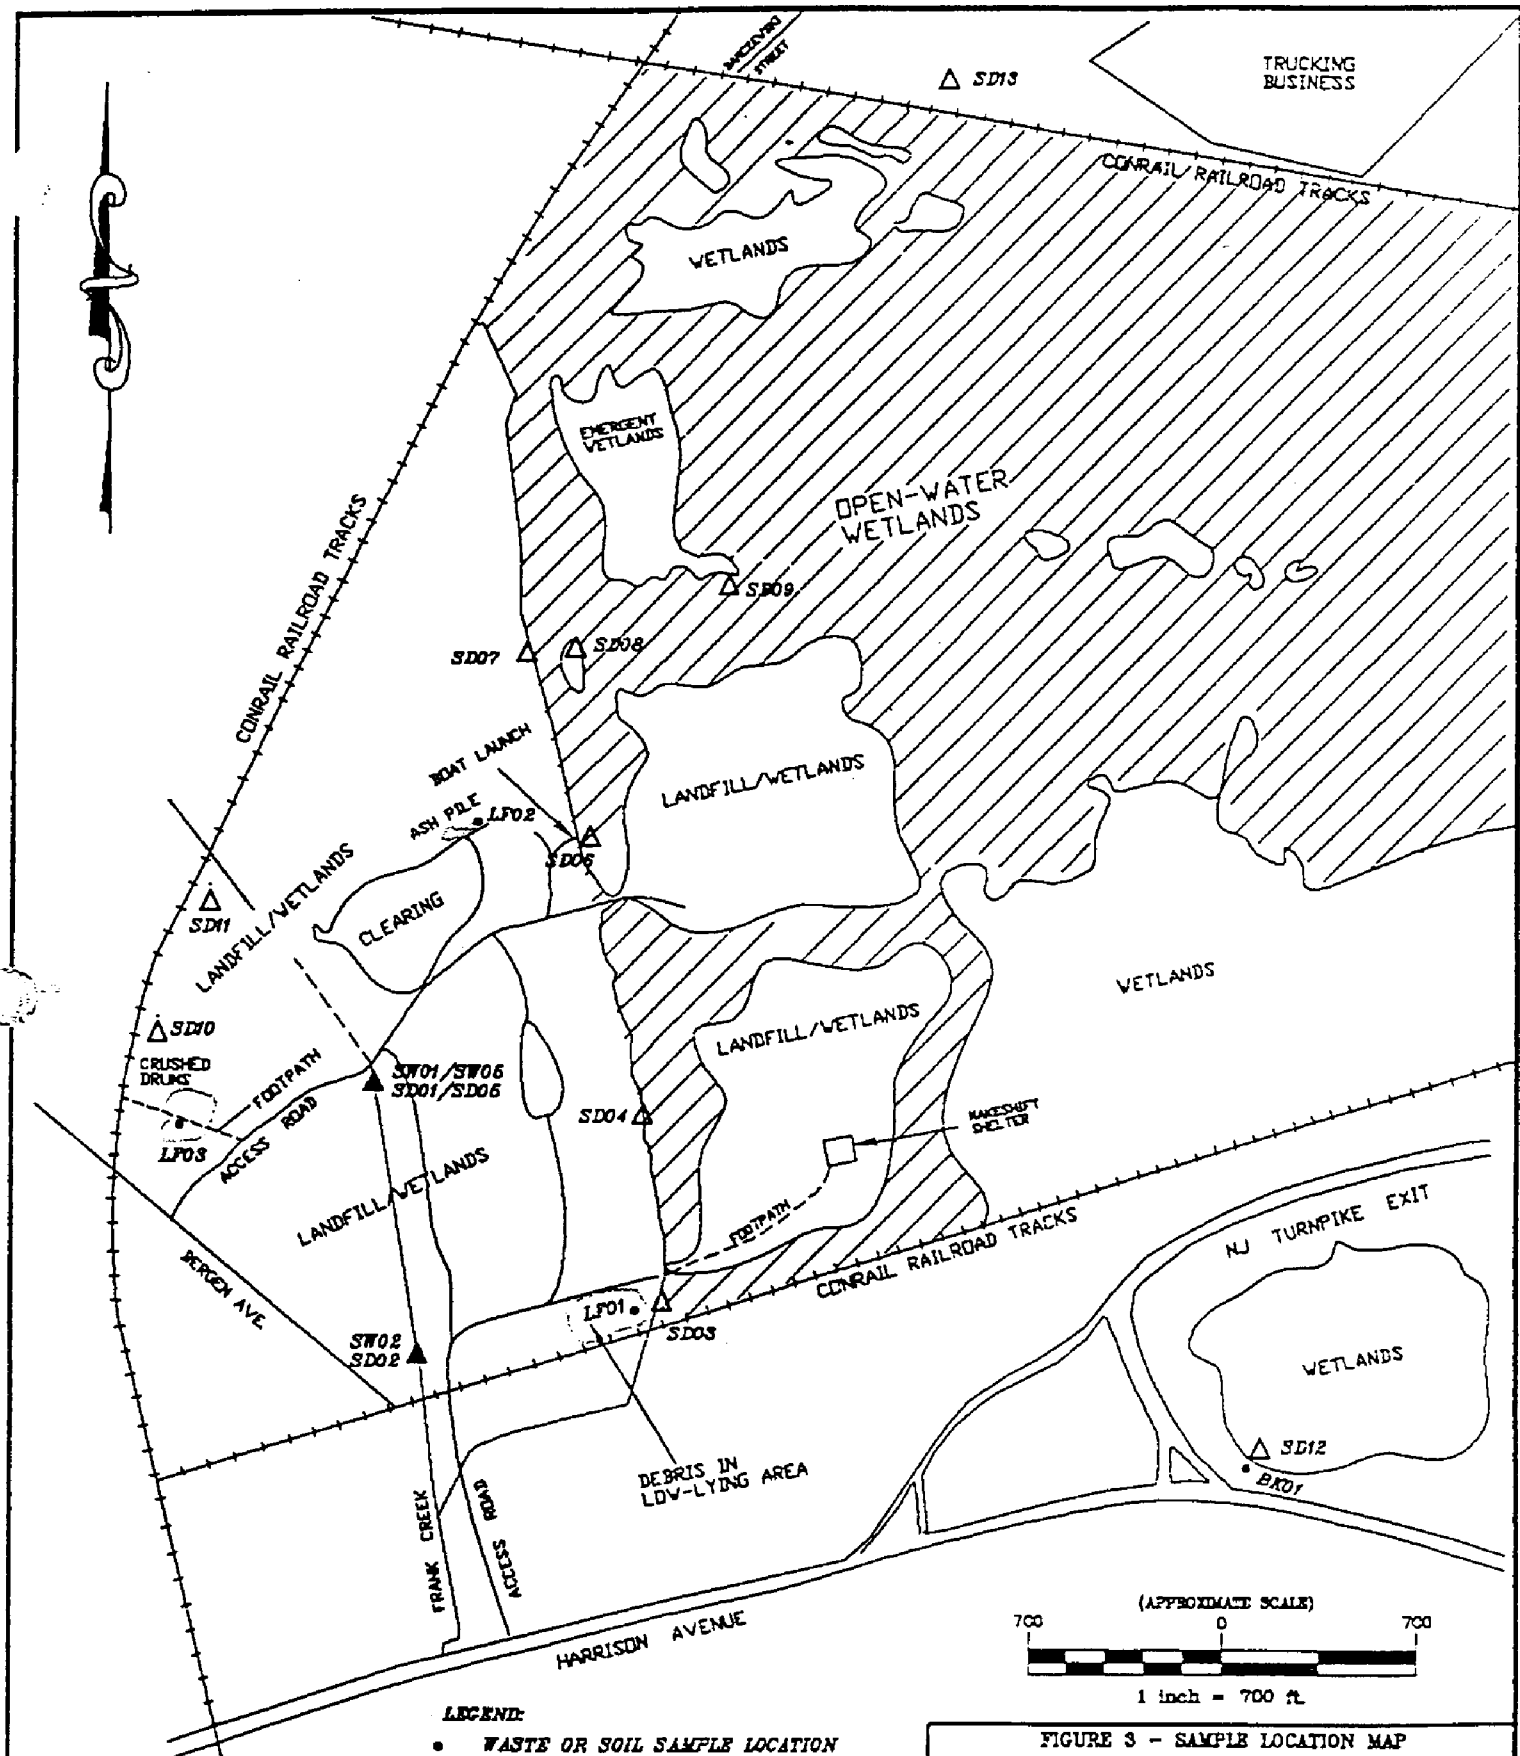 BARCZEWSKI
STREET
SD13
TRUCKING
BUSINESS
CONRAIL RAILROAD TRACKS
WETLANDS
EMERGENT
WETLANDS
OPEN-WATER
WETLANDS
CONRAIL RAILROAD TRACKS
SD09
SD07
SD08
BOAT LAUNCH
LANDFILL/WETLANDS
ASH PILE
LF02
SD06
SD11
LANDFILL/WETLANDS
CLEARING
WETLANDS
SD10
LANDFILL/WETLANDS
CRUSHED
DRUMS
FOOTPATH
SW01/SW05
SD01/SD05
SD04
MAKESHIFT
SHELTER
LF03
ACCESS ROAD
LANDFILL/WETLANDS
FOOTPATH
NJ TURNPIKE EXIT
BERGEN AVE.
CONRAIL RAILROAD TRACKS
LF01
SD03
SW02
SD02
WETLANDS
SD12
BK01
DEBRIS IN
LOW-LYING AREA
FRANK CREEK
ACCESS ROAD
HARRISON AVENUE
(APPROXIMATE SCALE)
700 0 700
1 inch = 700 ft.
LEGEND:
WASTE OR SOIL SAMPLE LOCATION
FIGURE 3 - SAMPLE LOCATION MAP